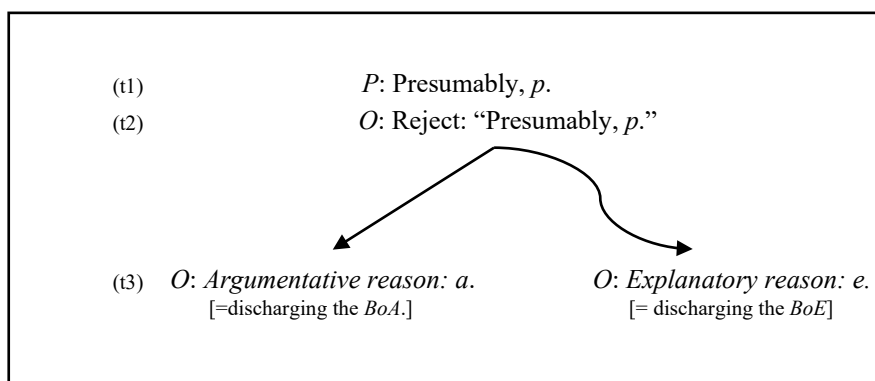 (t1) P: Presumably, p.
(t2) O: Reject: “Presumably, p.”
(t3) O: Argumentative reason: a. O: Explanatory reason: e.
[=discharging the BoA.] [= discharging the BoE]